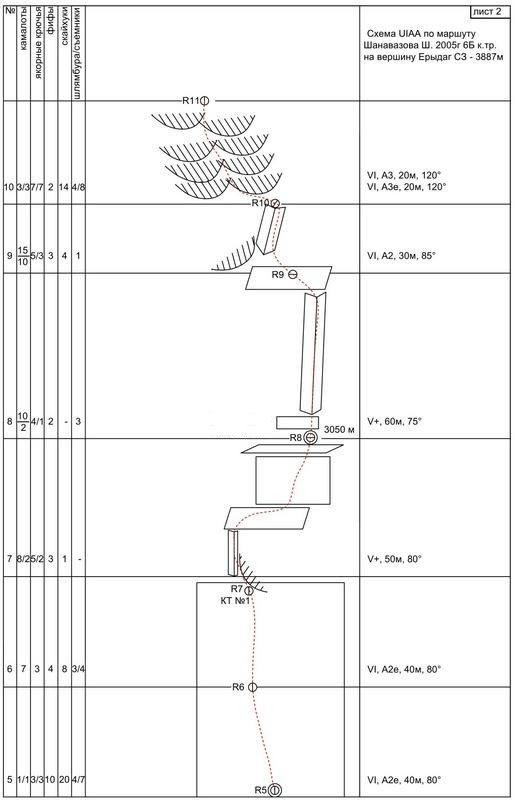 лист 2
№
камалоты
якорные крючья
фифы
скайхуки
шлямбура/съемники
Схема UIAA по маршруту
Шанавазова Ш. 2005г 6Б к.тр.
на вершину Ерыдаг СЗ - 3887м
R11
10 3/3 7/7 2 14 4/8
VI, А3, 20м, 120°
VI, А3е, 20м, 120°
R10
9 15/10 5/3 3 4 1
VI, А2, 30м, 85°
R9
8 10/2 4/1 2 - 3
V+, 60м, 75°
3050 м
R8
7 8/2 5/2 3 1 -
V+, 50м, 80°
R7
КТ №1
6 7 3 4 8 3/4
VI, А2е, 40м, 80°
R6
5 1/1 3/3 10 20 4/7
VI, А2е, 40м, 80°
R5